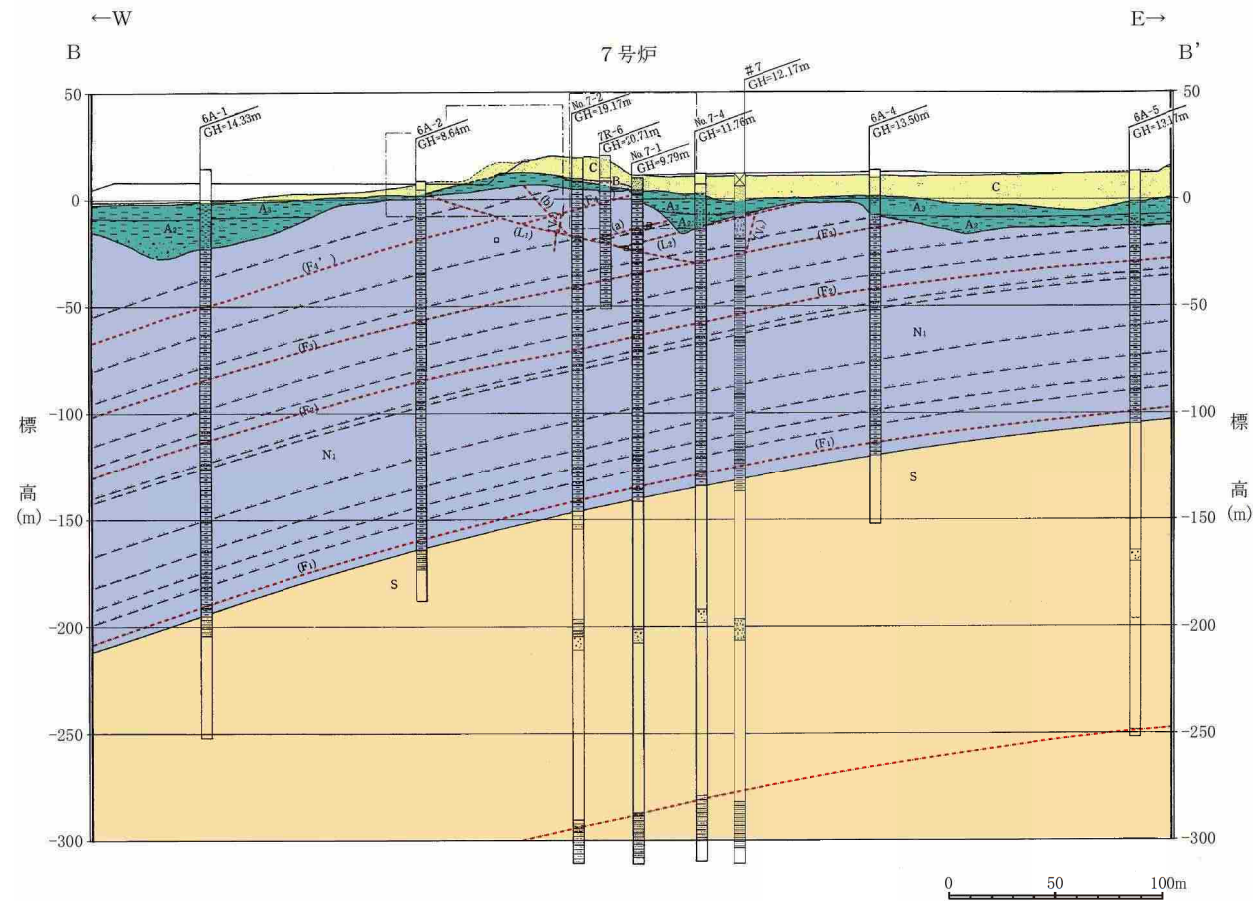 ←W
E→
B
7号炉
B'
#7
GH=12.17m
50
50
6A-1
GH=14.33m
6A-2
GH=8.64m
No.7-2
GH=19.17m
7R-6
GH=20.71m
No.7-1
GH=9.79m
No.7-4
GH=11.76m
6A-4
GH=13.50m
6A-5
GH=13.17m
C
B
C
0
0
A₃
A₂
A₃
A₂
(b)
(a)
(L₁)
(L₂)
(F₄')
(F₃)
(F₃)
(F₂)
(F₂)
-50
-50
N₁
N₁
-100
-100
標
高
(m)
標
高
(m)
(F₁)
(F₁)
S
S
-150
-150
-200
-200
-250
-250
-300
-300
0 50 100m